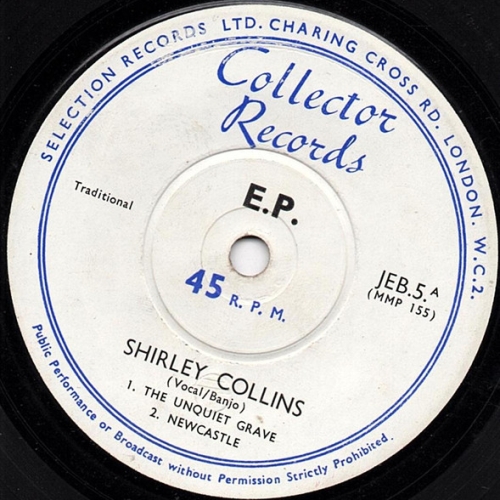 SELECTION RECORDS LTD. CHARING CROSS RD. LONDON. W.C.2.
Collector
Records
E.P.
Traditional
45 R.P.M.
JEB.5.A
(MMP 155)
SHIRLEY COLLINS
(Vocal/Banjo)
1. THE UNQUIET GRAVE
2. NEWCASTLE
Public Performance or Broadcast without Permission Strictly Prohibited.